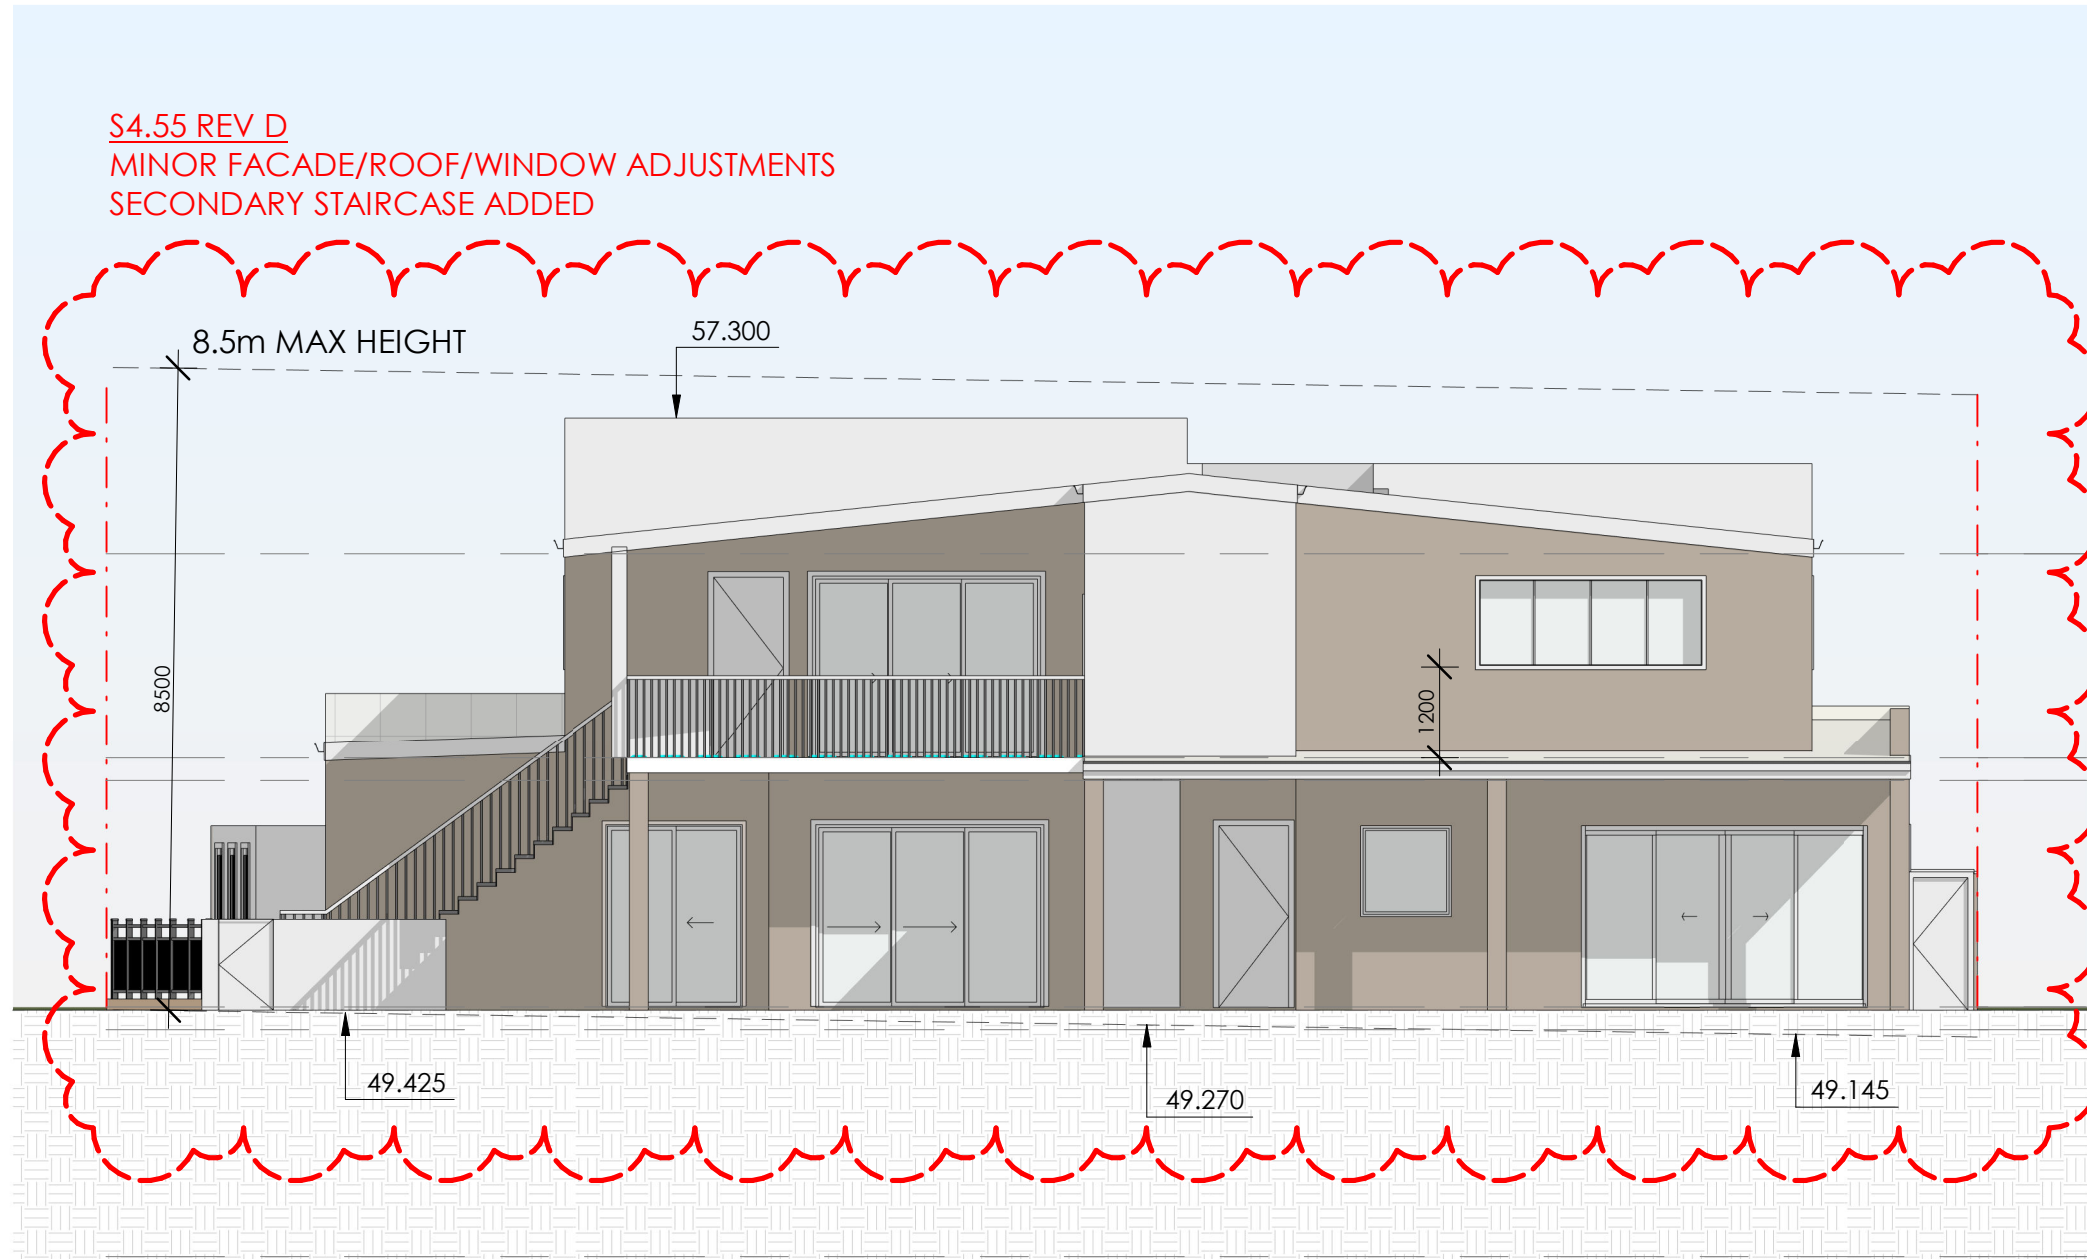 S4.55 REV D
MINOR FACADE/ROOF/WINDOW ADJUSTMENTS
SECONDARY STAIRCASE ADDED
8.5m MAX HEIGHT
57.300
8500
1200
49.425
49.270
49.145